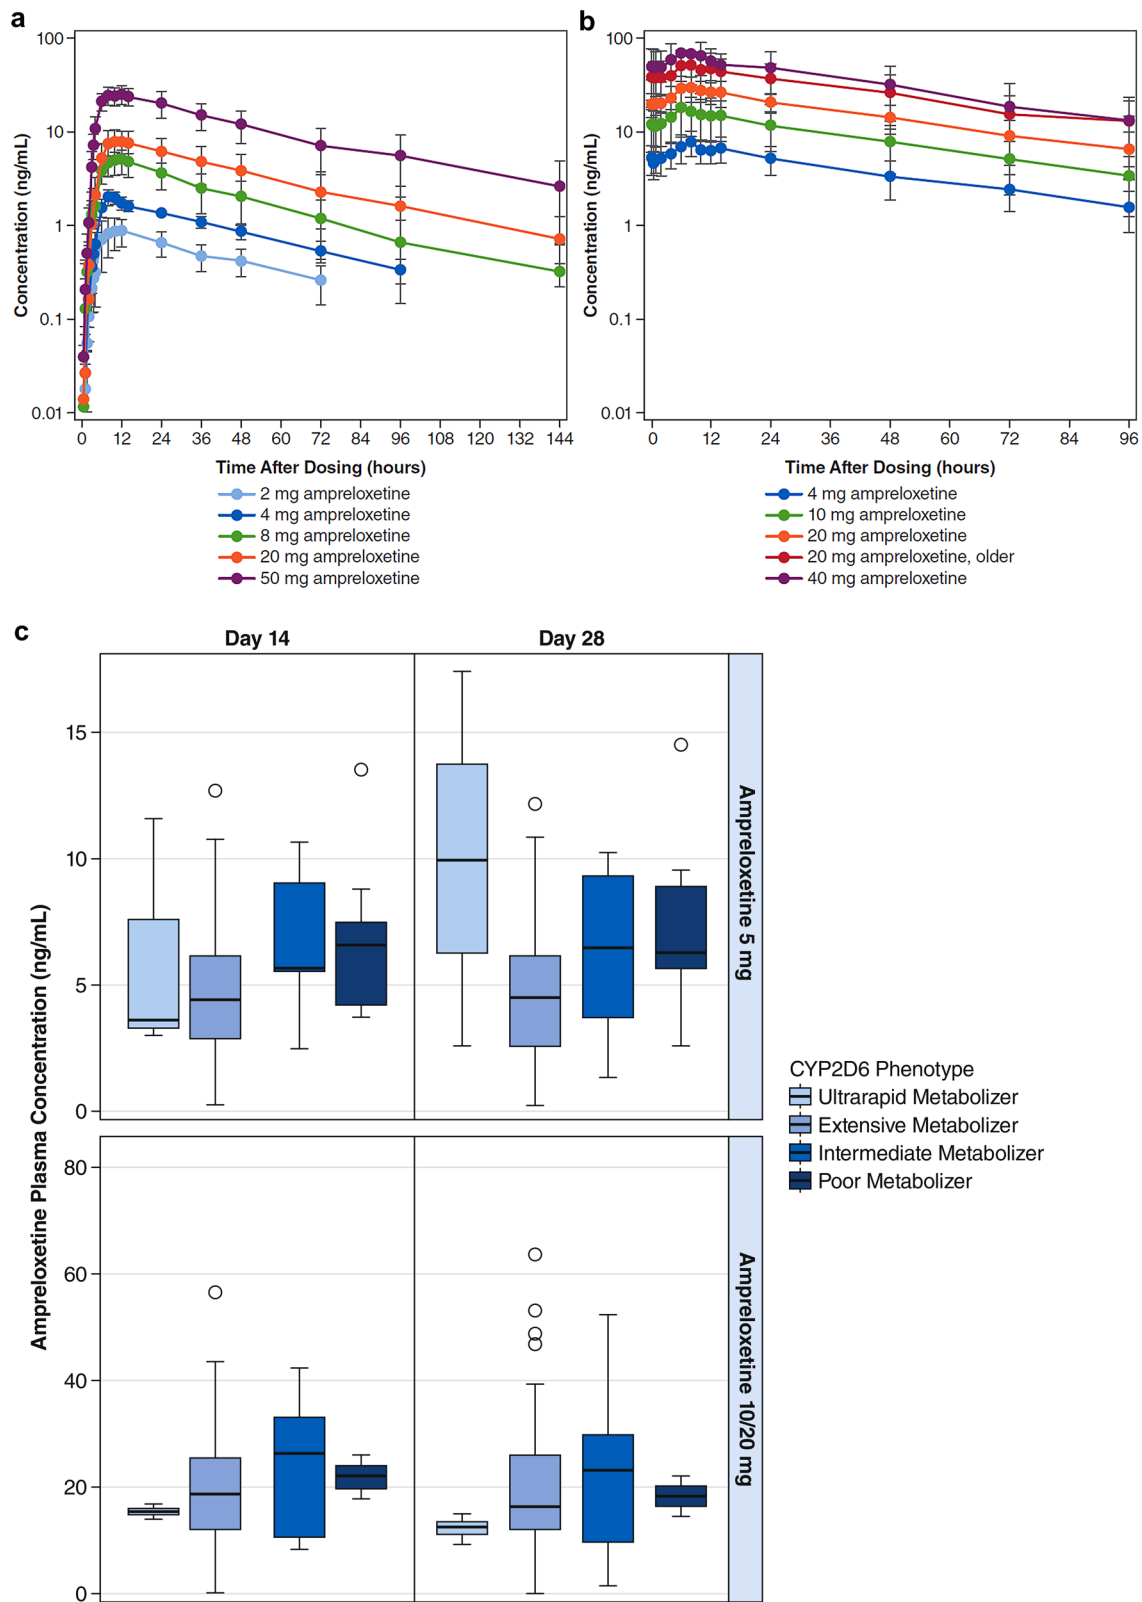 a
100
10
1
0.1
0.01
Concentration (ng/mL)
0 12 24 36 48 60 72 84 96 108 120 132 144
Time After Dosing (hours)
2 mg ampreloxetine
4 mg ampreloxetine
8 mg ampreloxetine
20 mg ampreloxetine
50 mg ampreloxetine
b
100
10
1
0.1
0.01
Concentration (ng/mL)
0 12 24 36 48 60 72 84 96
Time After Dosing (hours)
4 mg ampreloxetine
10 mg ampreloxetine
20 mg ampreloxetine
20 mg ampreloxetine, older
40 mg ampreloxetine
c
Day 14 Day 28
15
10
5
0
Ampreloxetine 5 mg
80
60
40
20
0
Ampreloxetine 10/20 mg
Ampreloxetine Plasma Concentration (ng/mL)
CYP2D6 Phenotype
Ultrarapid Metabolizer
Extensive Metabolizer
Intermediate Metabolizer
Poor Metabolizer